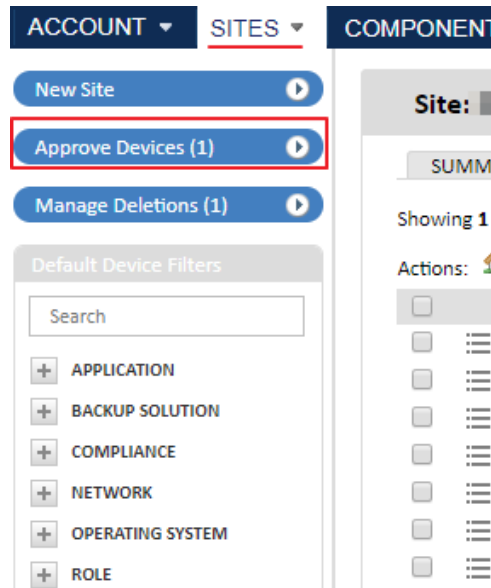 ACCOUNT SITES COMPONENT
New Site
Approve Devices (1)
Manage Deletions (1)
Default Device Filters
Search
APPLICATION
BACKUP SOLUTION
COMPLIANCE
NETWORK
OPERATING SYSTEM
ROLE
Site:
SUMM
Showing 1
Actions: